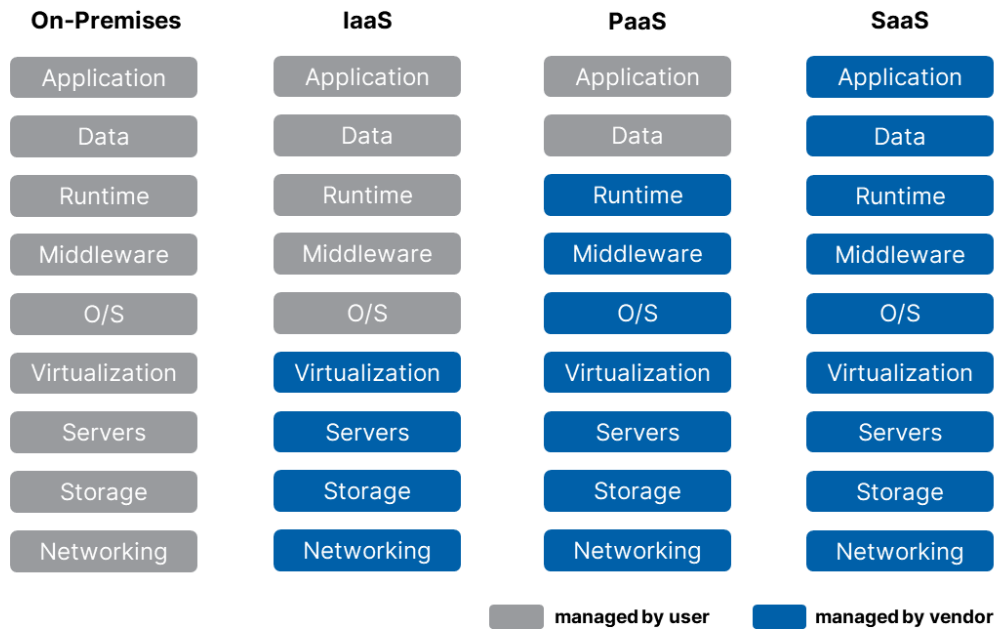 On-Premises IaaS PaaS SaaS
Application Application Application Application
Data Data Data Data
Runtime Runtime Runtime Runtime
Middleware Middleware Middleware Middleware
O/S O/S O/S O/S
Virtualization Virtualization Virtualization Virtualization
Servers Servers Servers Servers
Storage Storage Storage Storage
Networking Networking Networking Networking
managed by user managed by vendor